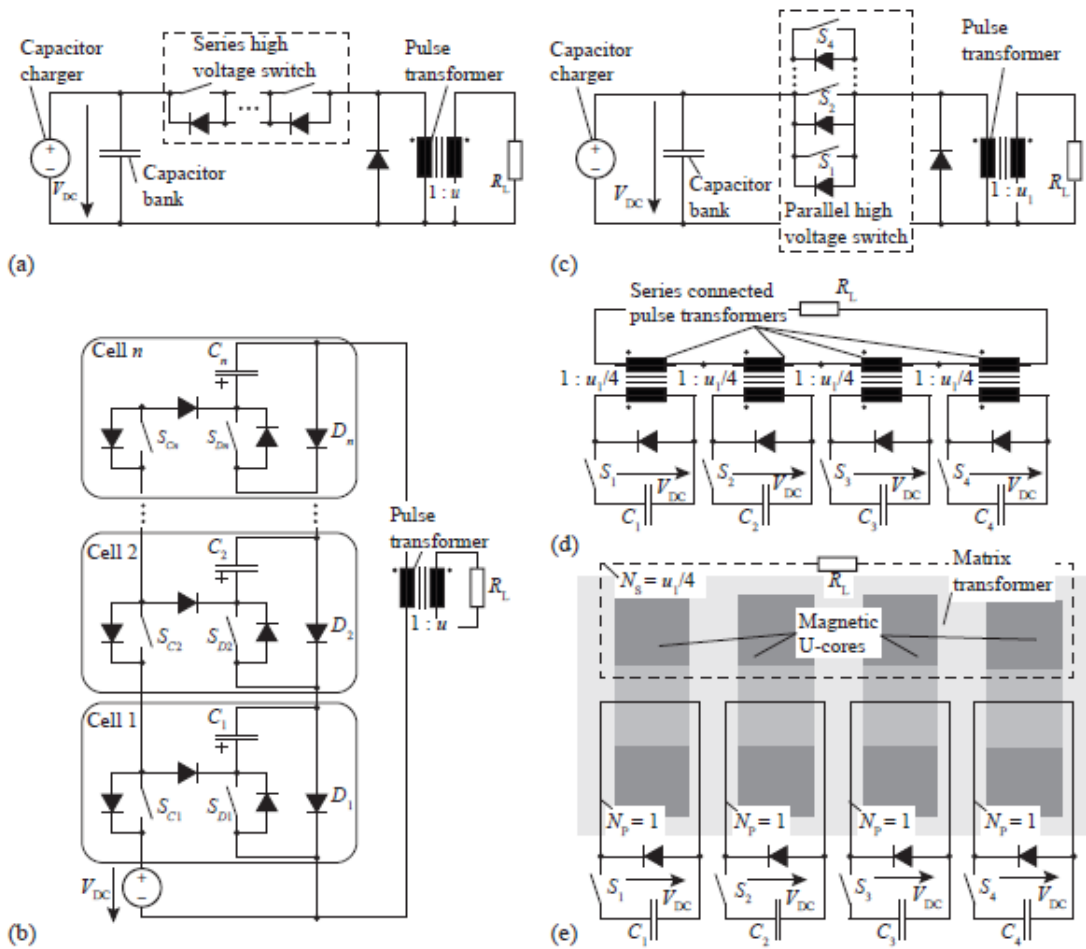 Capacitor
charger
Series high
voltage switch
Pulse
transformer
+
−
V_DC
Capacitor
bank
1 : u
R_L
(a)
Capacitor
charger
S_4
S_2
S_1
Pulse
transformer
+
−
V_DC
Capacitor
bank
1 : u_1
R_L
Parallel high
voltage switch
(c)
Cell n
C_n
+
S_Cn
S_Dn
D_n
Cell 2
C_2
+
S_C2
S_D2
D_2
Cell 1
C_1
+
S_C1
S_D1
D_1
Pulse
transformer
1 : u
R_L
V_DC
+
−
(b)
Series connected
pulse transformers
R_L
1 : u_1/4
1 : u_1/4
1 : u_1/4
1 : u_1/4
S_1
V_DC
S_2
V_DC
S_3
V_DC
S_4
V_DC
C_1
C_2
C_3
C_4
(d)
N_S = u_1/4
R_L
Matrix
transformer
Magnetic
U-cores
N_P = 1
N_P = 1
N_P = 1
N_P = 1
S_1
V_DC
S_2
V_DC
S_3
V_DC
S_4
V_DC
C_1
C_2
C_3
C_4
(e)